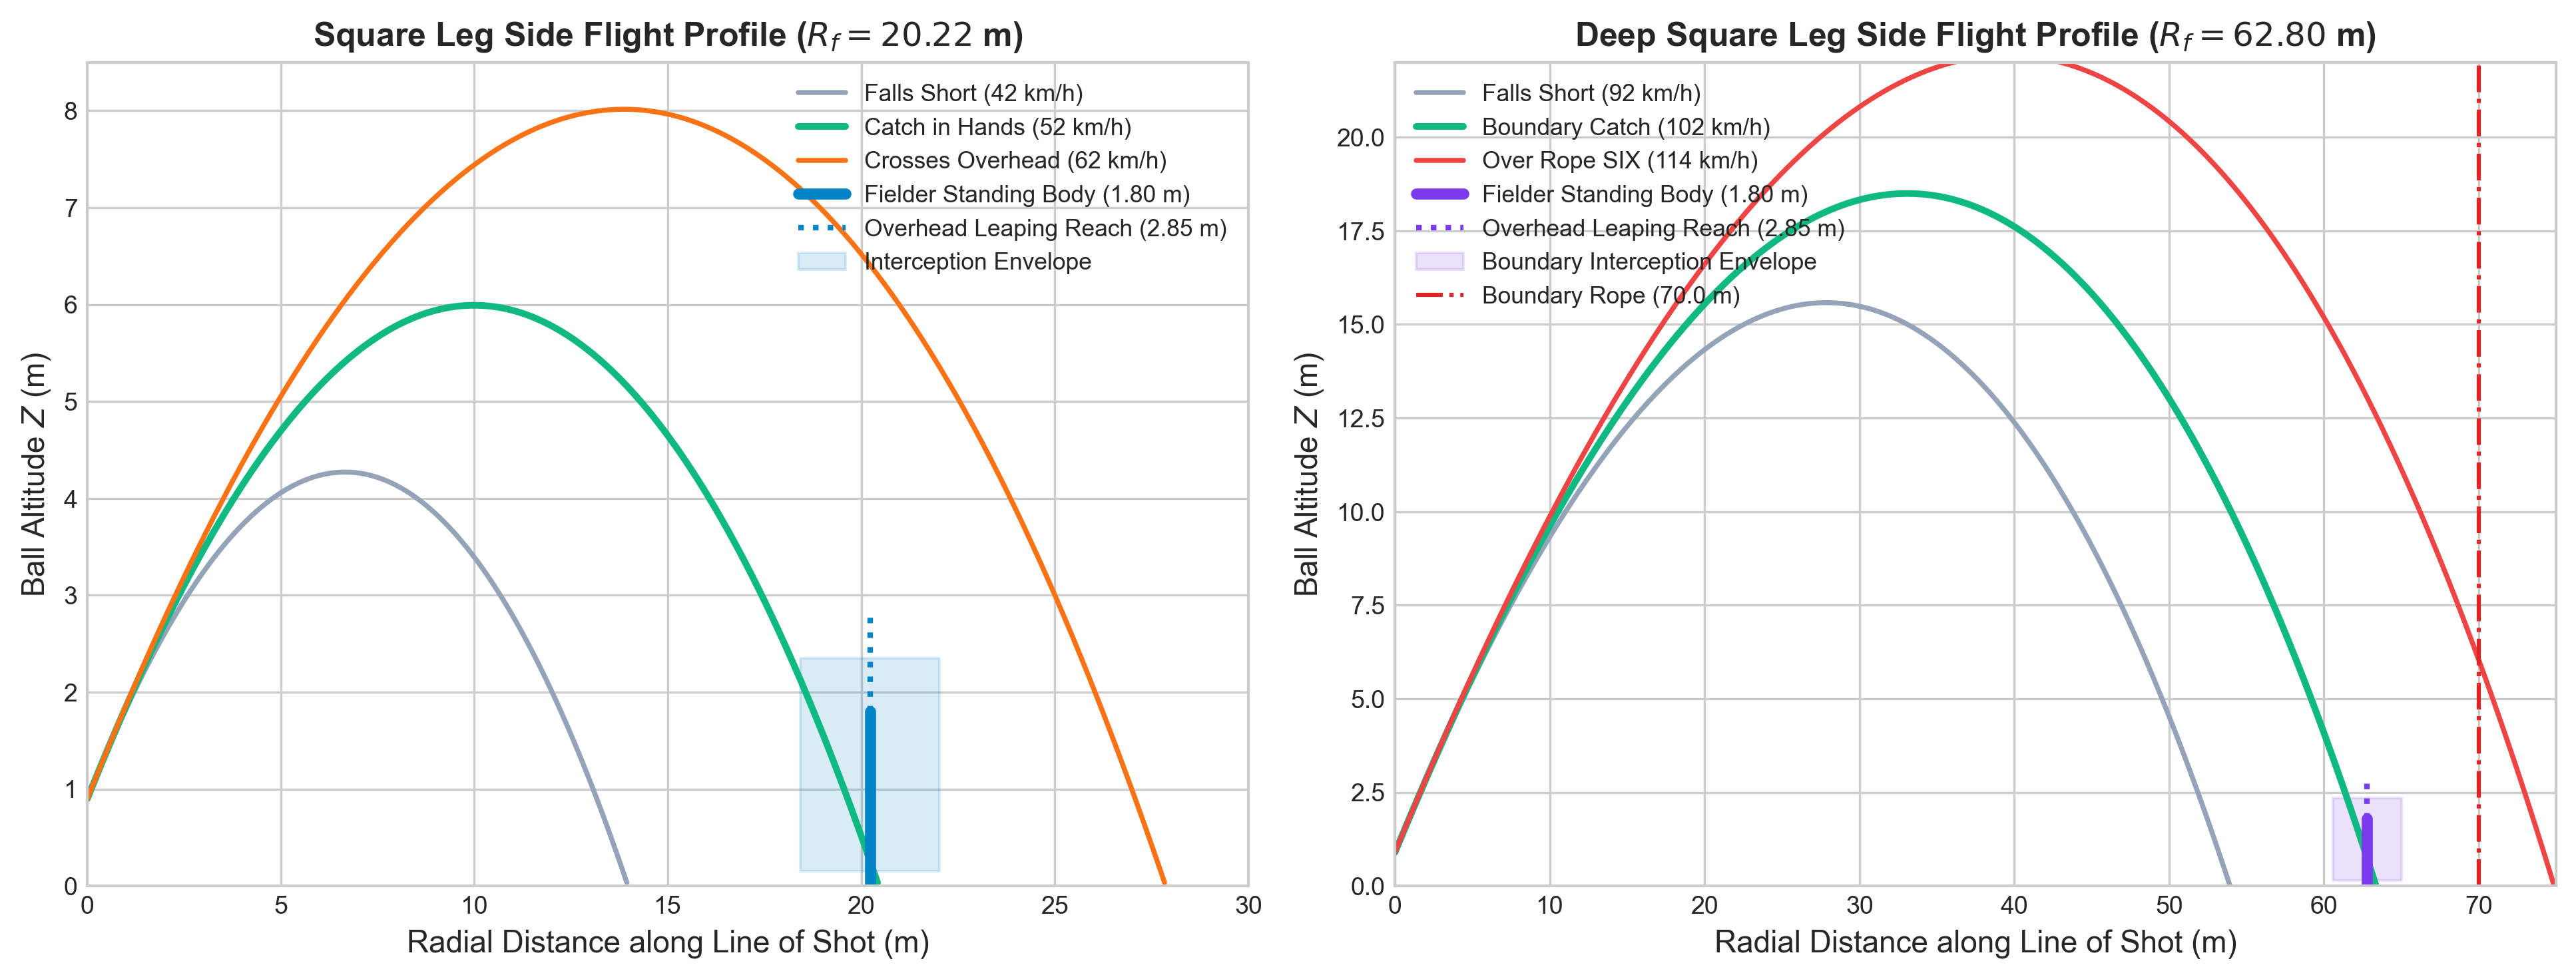 Square Leg Side Flight Profile (R_f = 20.22 m)
Ball Altitude Z (m)
8
7
6
5
4
3
2
1
0
Falls Short (42 km/h)
Catch in Hands (52 km/h)
Crosses Overhead (62 km/h)
Fielder Standing Body (1.80 m)
Overhead Leaping Reach (2.85 m)
Interception Envelope
0 5 10 15 20 25 30
Radial Distance along Line of Shot (m)
Deep Square Leg Side Flight Profile (R_f = 62.80 m)
Ball Altitude Z (m)
20.0
17.5
15.0
12.5
10.0
7.5
5.0
2.5
0.0
Falls Short (92 km/h)
Boundary Catch (102 km/h)
Over Rope SIX (114 km/h)
Fielder Standing Body (1.80 m)
Overhead Leaping Reach (2.85 m)
Boundary Interception Envelope
Boundary Rope (70.0 m)
0 10 20 30 40 50 60 70
Radial Distance along Line of Shot (m)